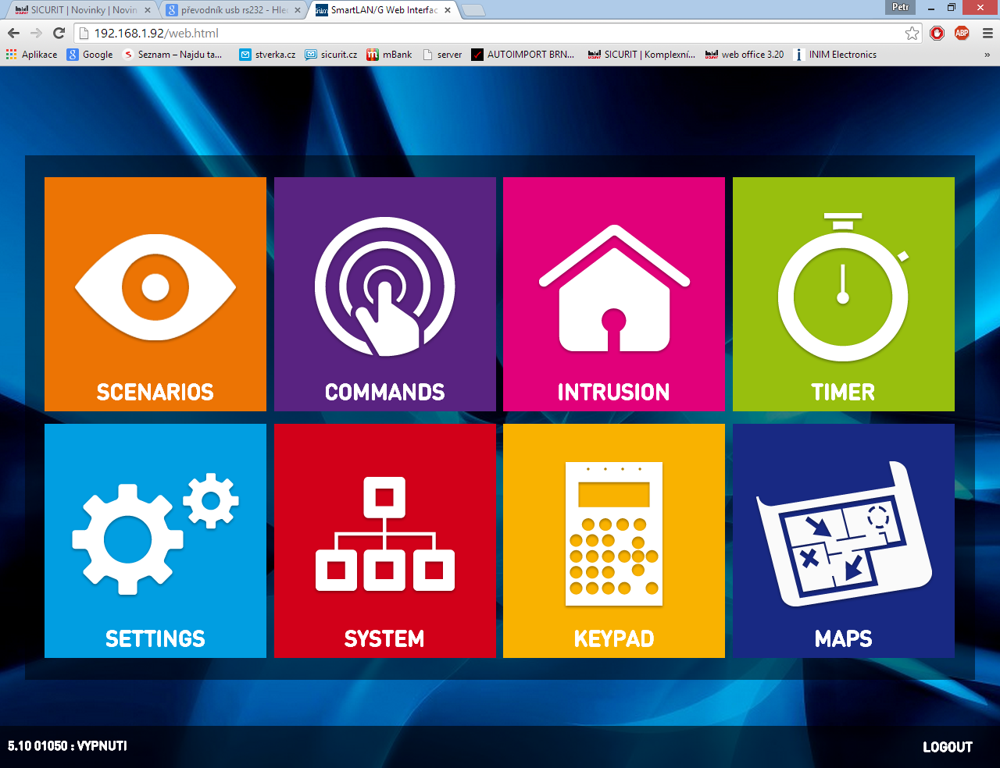 SICURIT | Novinky | Novin
převodník usb rs232 - Hled
SmartLAN/G Web Interfac
Petr
192.168.1.92/web.html
Aplikace
Google
Seznam – Najdu ta...
stverka.cz
sicurit.cz
mBank
server
AUTOIMPORT BRN...
SICURIT | Komplexní...
web office 3.20
INIM Electronics
»
SCENARIOS
COMMANDS
INTRUSION
TIMER
SETTINGS
SYSTEM
KEYPAD
MAPS
5.10 01050 : VYPNUTI
LOGOUT